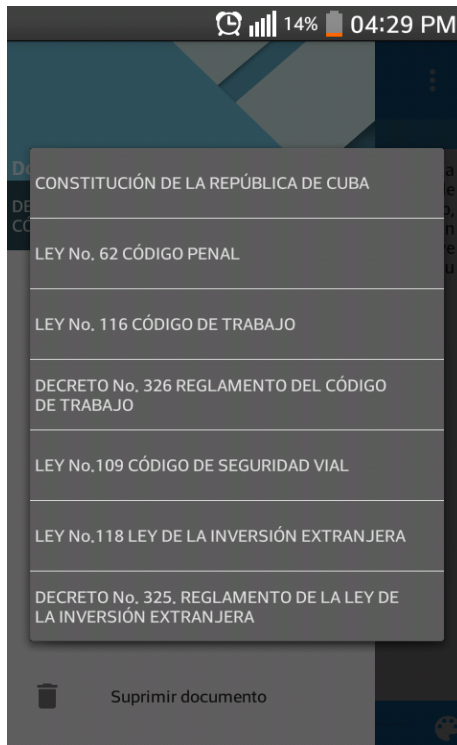 14% 04:29 PM
CONSTITUCIÓN DE LA REPÚBLICA DE CUBA
LEY No. 62 CÓDIGO PENAL
LEY No. 116 CÓDIGO DE TRABAJO
DECRETO No. 326 REGLAMENTO DEL CÓDIGO
DE TRABAJO
LEY No.109 CÓDIGO DE SEGURIDAD VIAL
LEY No.118 LEY DE LA INVERSIÓN EXTRANJERA
DECRETO No. 325. REGLAMENTO DE LA LEY DE
LA INVERSIÓN EXTRANJERA
Suprimir documento